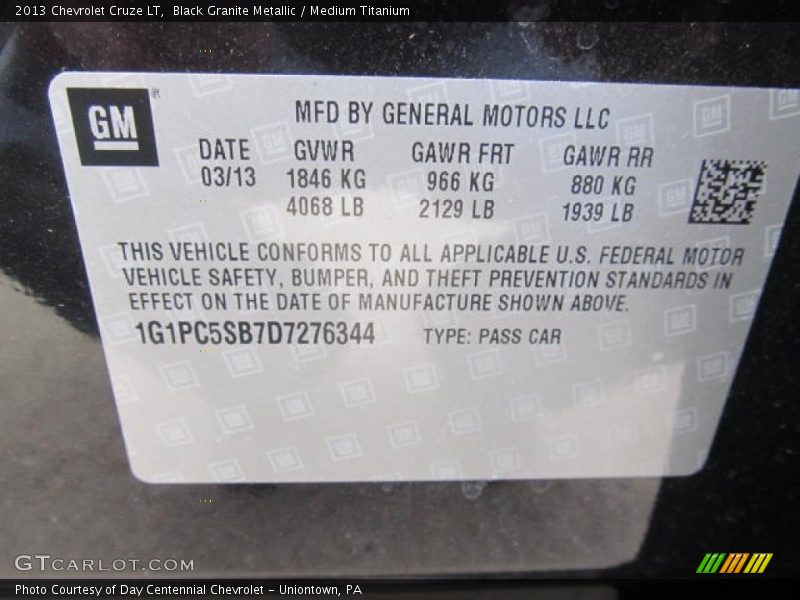 2013 Chevrolet Cruze LT, Black Granite Metallic / Medium Titanium
GM®
MFD BY GENERAL MOTORS LLC
DATE GVWR GAWR FRT GAWR RR
03/13 1846 KG 966 KG 880 KG
4068 LB 2129 LB 1939 LB
THIS VEHICLE CONFORMS TO ALL APPLICABLE U.S. FEDERAL MOTOR
VEHICLE SAFETY, BUMPER, AND THEFT PREVENTION STANDARDS IN
EFFECT ON THE DATE OF MANUFACTURE SHOWN ABOVE.
1G1PC5SB7D7276344 TYPE: PASS CAR
GTCARLOT.COM
Photo Courtesy of Day Centennial Chevrolet - Uniontown, PA